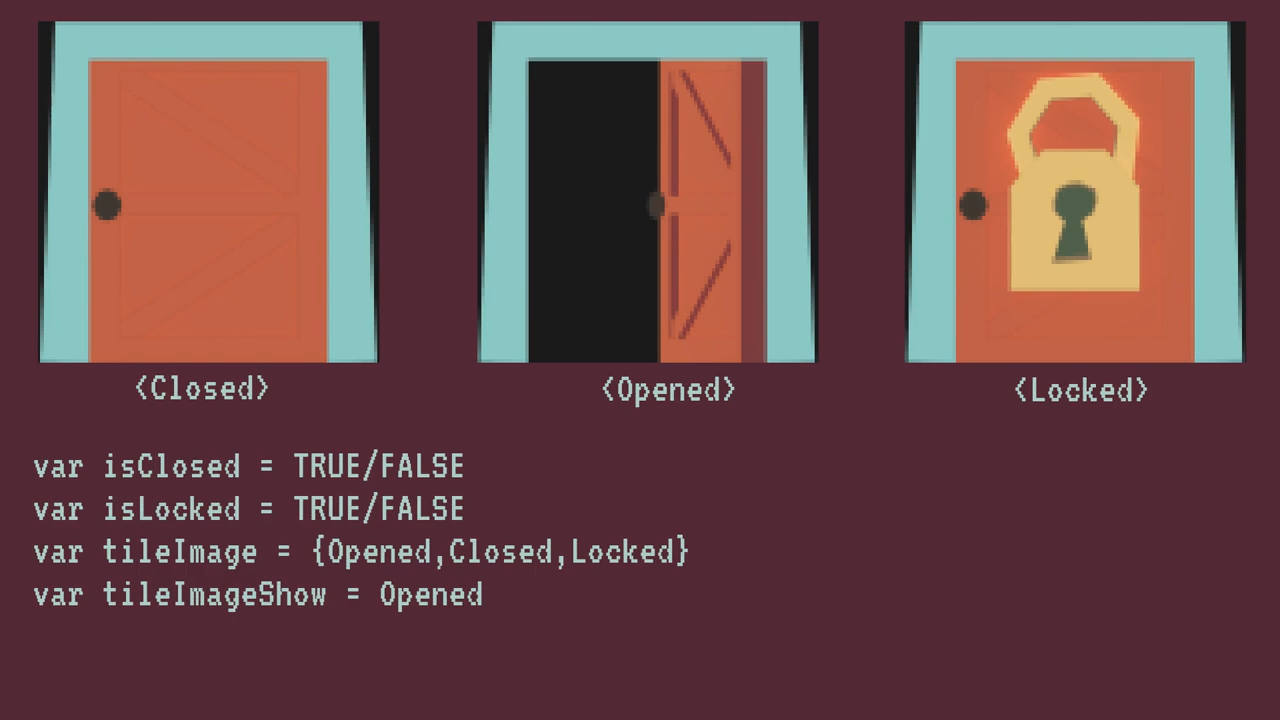 <Closed>
<Opened>
<Locked>
var isClosed = TRUE/FALSE
var isLocked = TRUE/FALSE
var tileImage = {Opened,Closed,Locked}
var tileImageShow = Opened